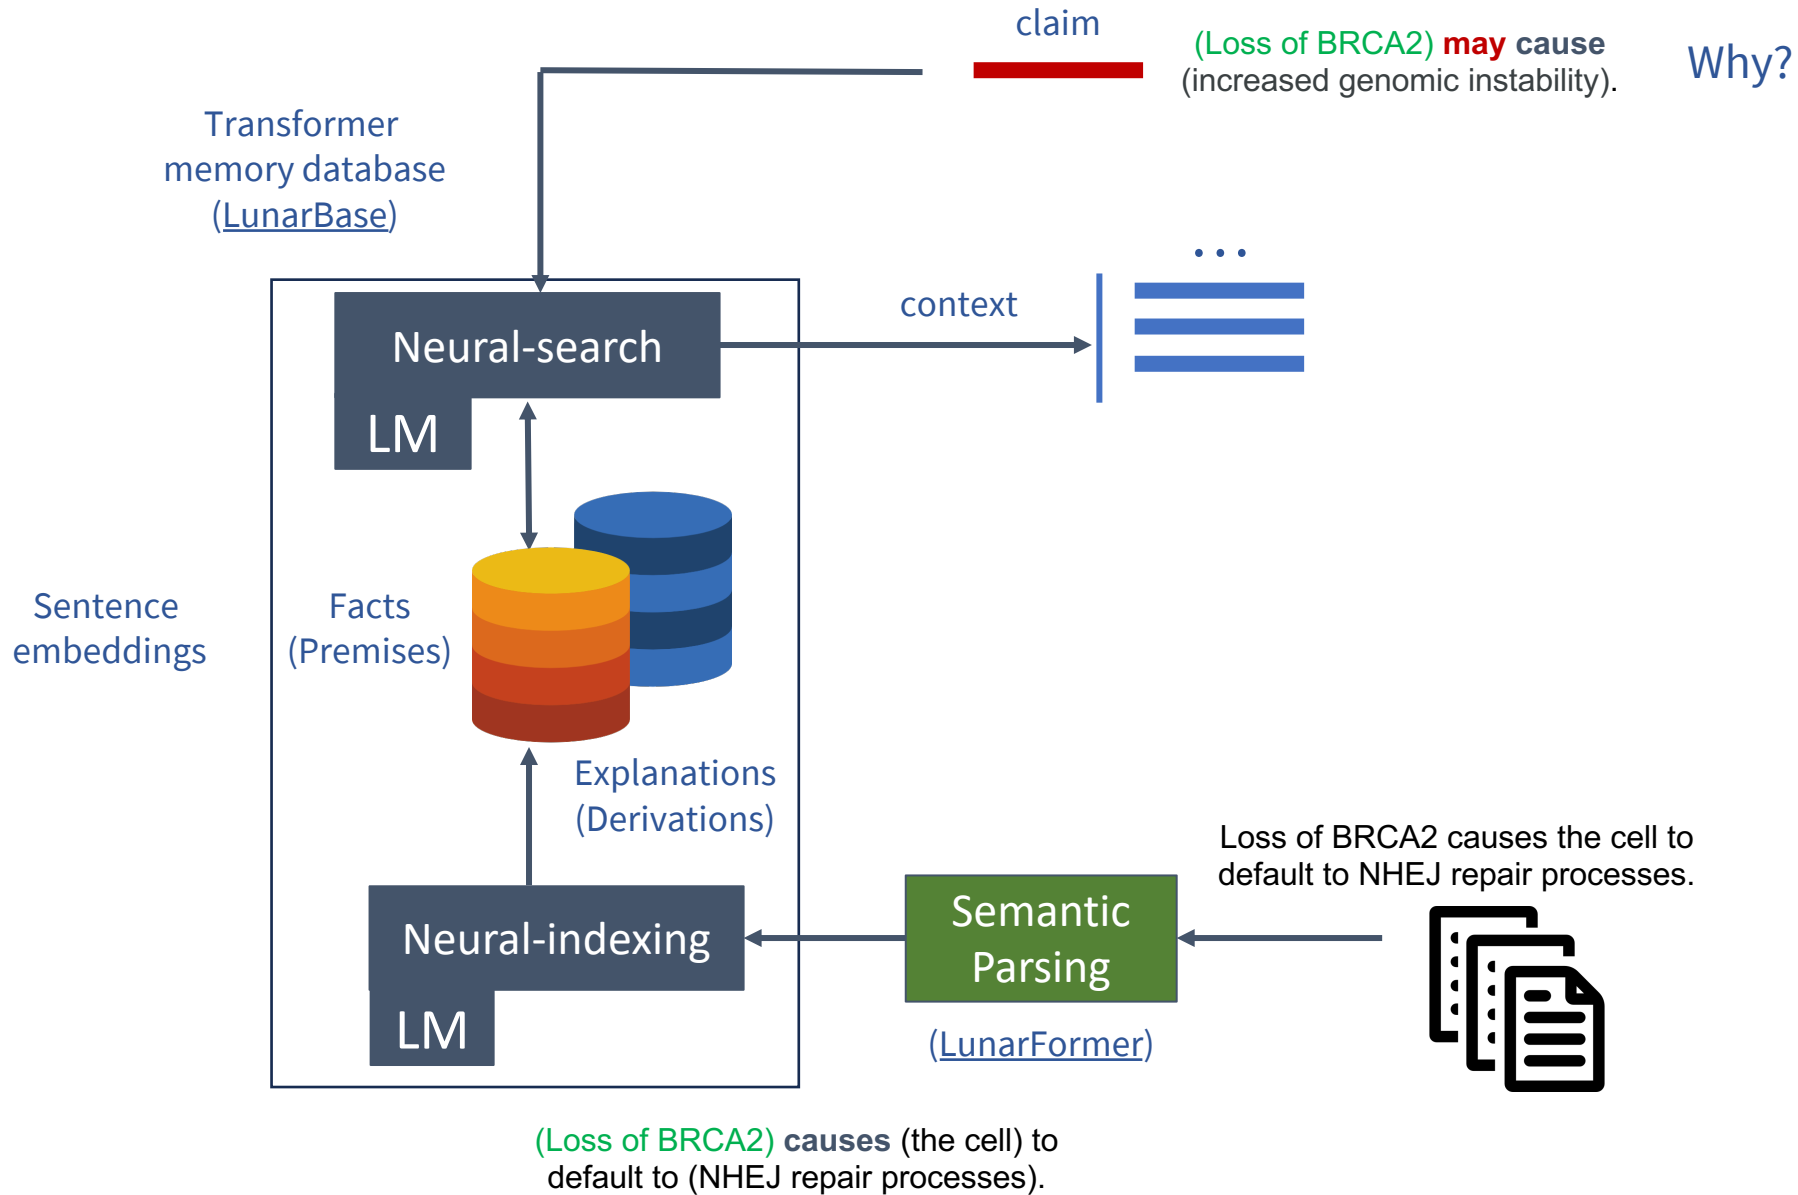 claim
(Loss of BRCA2) may cause
(increased genomic instability).
Why?
Transformer
memory database
(LunarBase)
...
context
Neural-search
LM
Sentence
embeddings
Facts
(Premises)
Explanations
(Derivations)
Loss of BRCA2 causes the cell to
default to NHEJ repair processes.
Neural-indexing
LM
Semantic
Parsing
(LunarFormer)
(Loss of BRCA2) causes (the cell) to
default to (NHEJ repair processes).